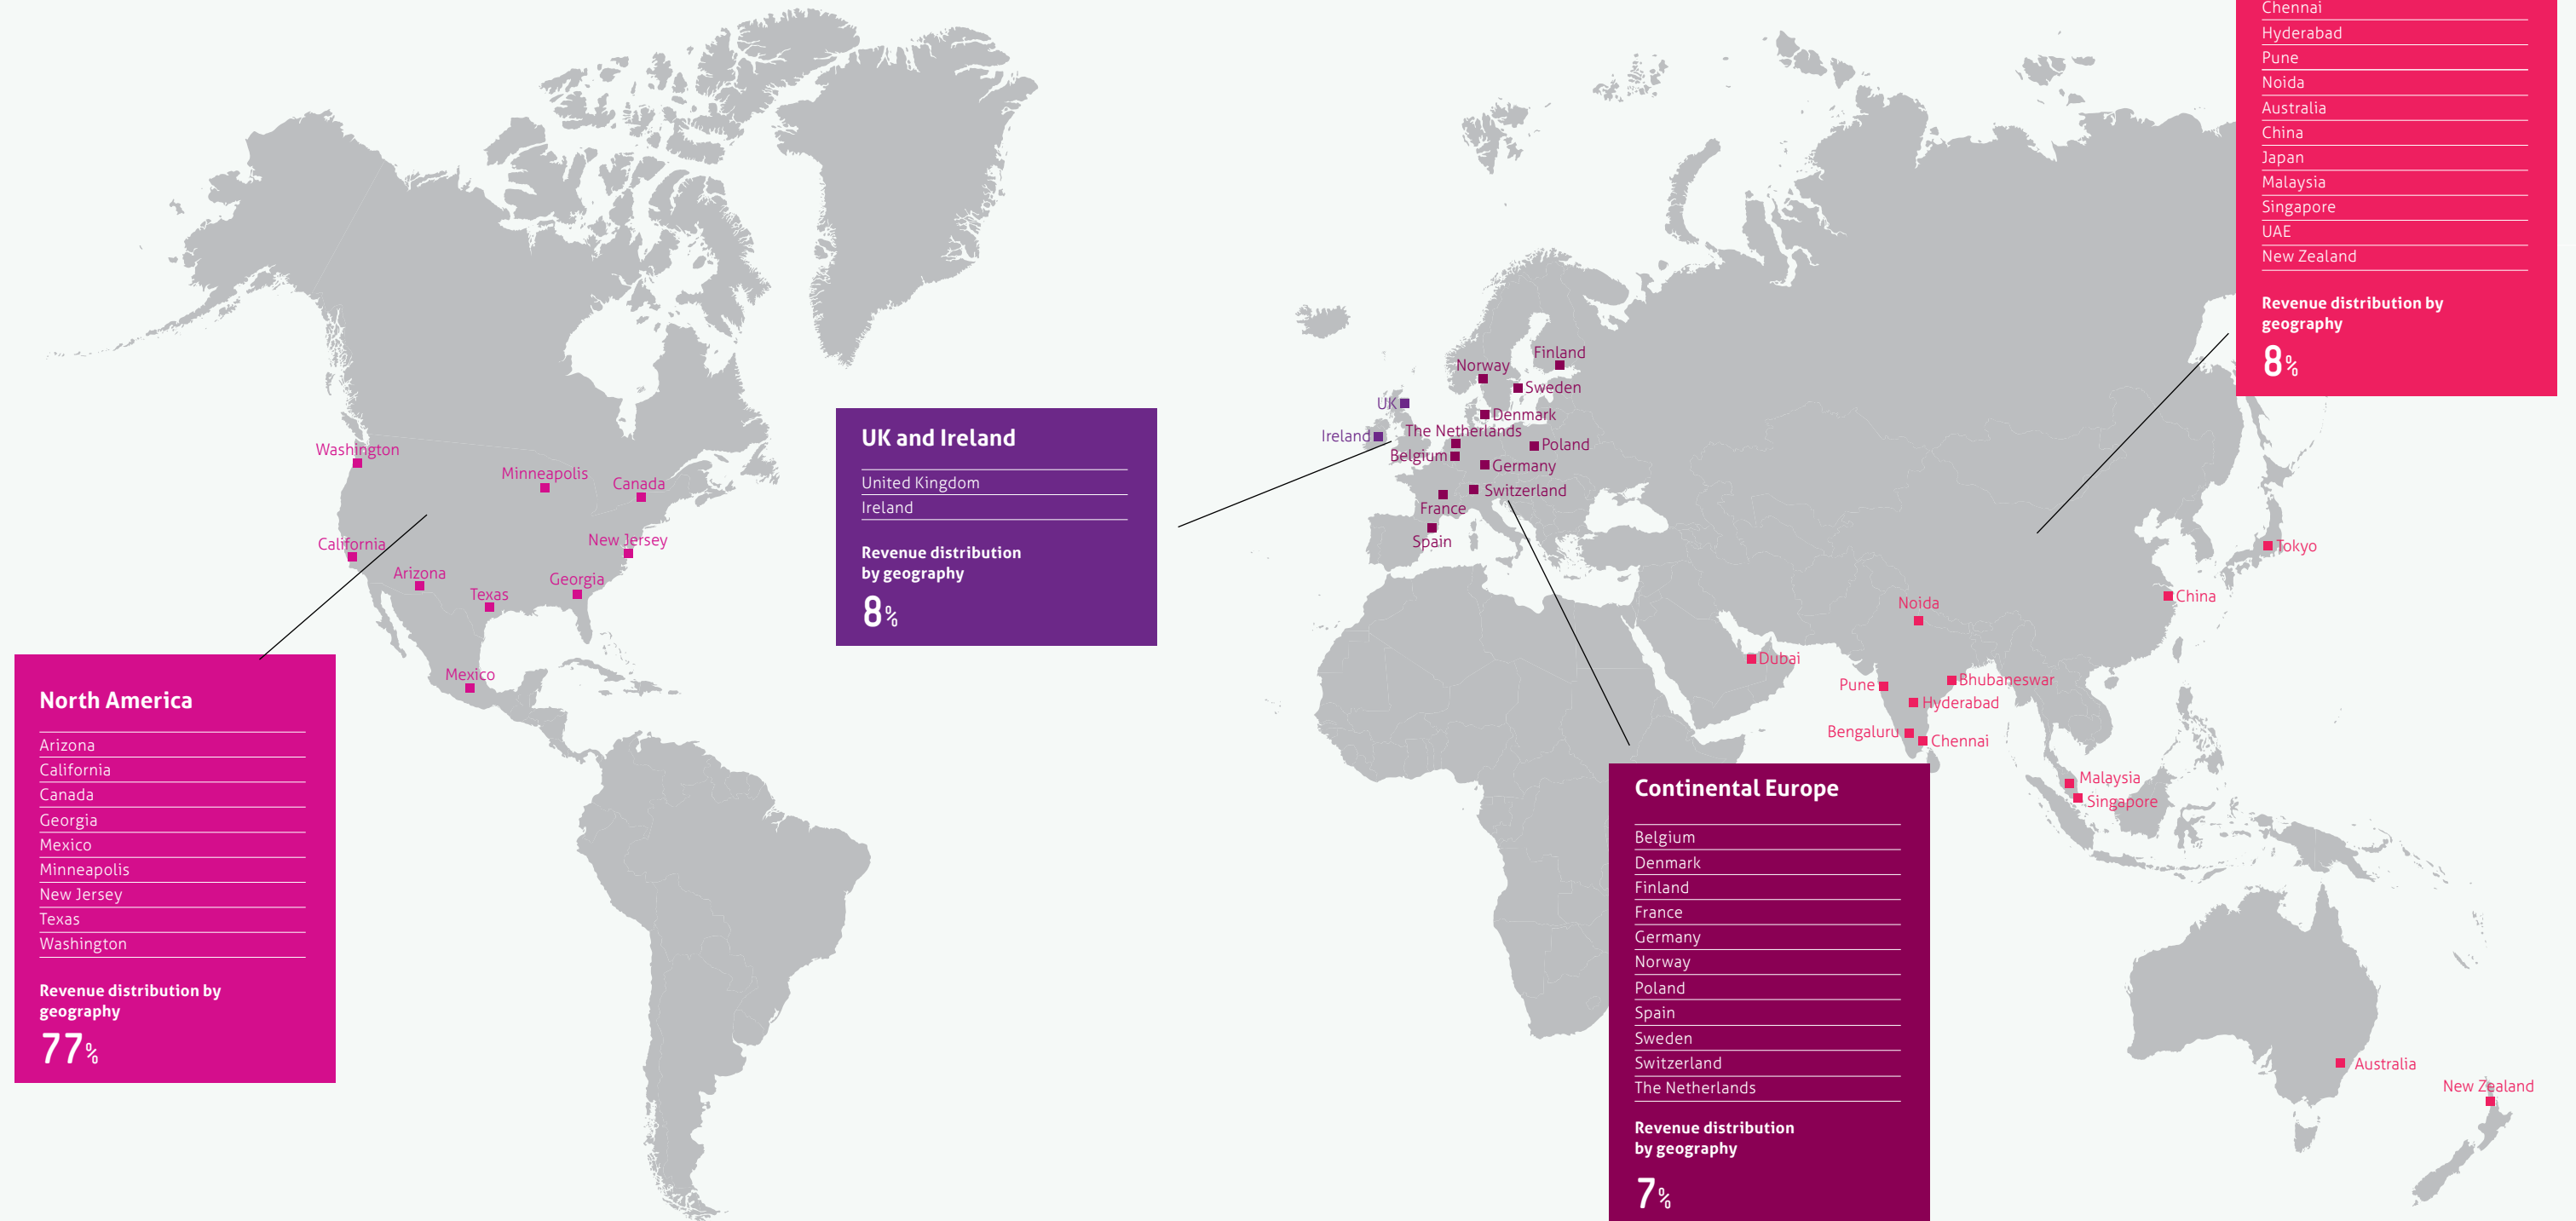 North America
Arizona
California
Canada
Georgia
Mexico
Minneapolis
New Jersey
Texas
Washington
Revenue distribution by
geography
77%
Washington
Minneapolis
Canada
California
New Jersey
Arizona
Georgia
Texas
Mexico
UK and Ireland
United Kingdom
Ireland
Revenue distribution
by geography
8%
Finland
Norway
Sweden
UK
Denmark
The Netherlands
Ireland
Poland
Belgium
Germany
Switzerland
France
Spain
Continental Europe
Belgium
Denmark
Finland
France
Germany
Norway
Poland
Spain
Sweden
Switzerland
The Netherlands
Revenue distribution
by geography
7%
Chennai
Hyderabad
Pune
Noida
Australia
China
Japan
Malaysia
Singapore
UAE
New Zealand
Revenue distribution by
geography
8%
Tokyo
China
Noida
Dubai
Bhubaneswar
Pune
Hyderabad
Bengaluru
Chennai
Malaysia
Singapore
Australia
New Zealand